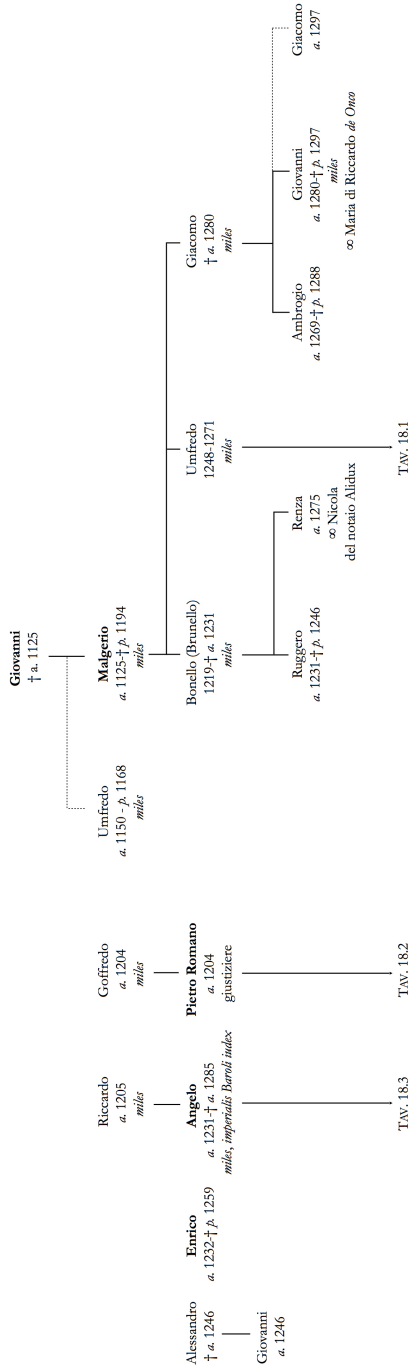 Giovanni
† a. 1125
Umfredo
a. 1150 - p. 1168
miles
Malgerio
a. 1125-† p. 1194
miles
Bonello (Brunello)
1219-† a. 1231
miles
Umfredo
1248-1271
miles
Giacomo
† a. 1280
miles
Ruggero
a. 1231-† p. 1246
Renza
a. 1275
∞ Nicola
del notaio Alidux
TAV. 18.1
Ambrogio
a. 1269-† p. 1288
Giovanni
a. 1280-† p. 1297
miles
∞ Maria di Riccardo de Onco
Giacomo
a. 1297
Goffredo
a. 1204
miles
Pietro Romano
a. 1204
giustiziere
TAV. 18.2
Riccardo
a. 1205
miles
Angelo
a. 1231-† a. 1285
miles, imperialis Baroli iudex
TAV. 18.3
Enrico
a. 1232-† p. 1259
Alessandro
† a. 1246
Giovanni
a. 1246